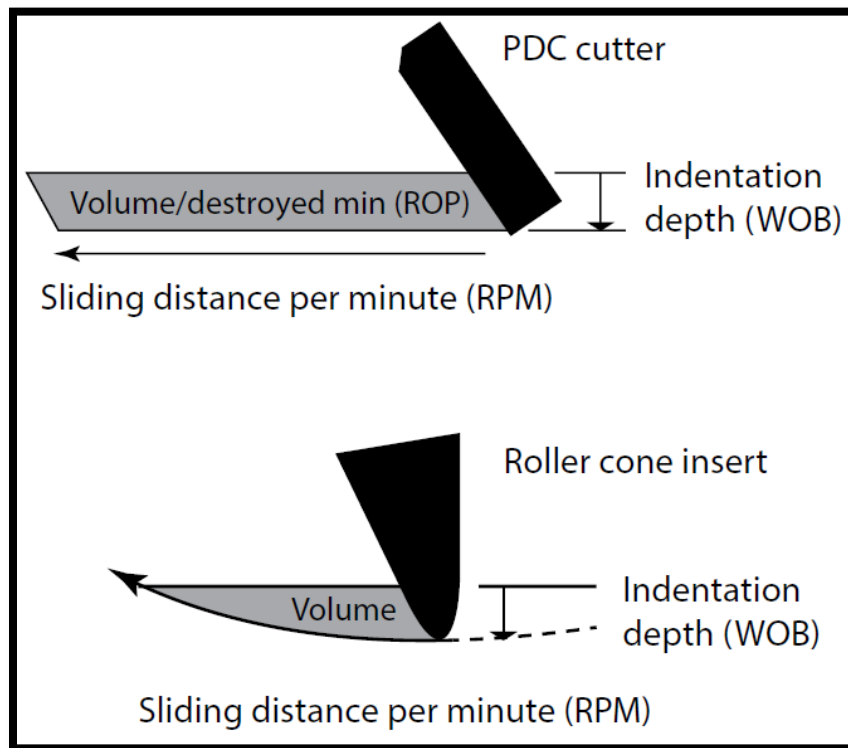 PDC cutter
Indentation
depth (WOB)
Volume/destroyed min (ROP)
Sliding distance per minute (RPM)
Roller cone insert
Volume
Indentation
depth (WOB)
Sliding distance per minute (RPM)